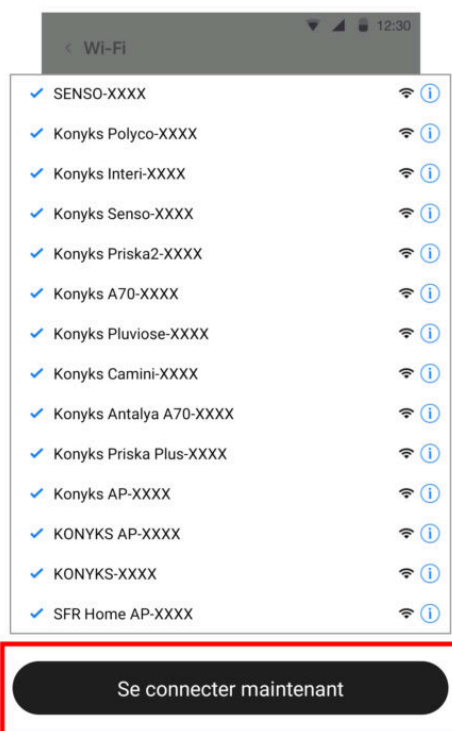 12:30
< Wi-Fi
SENSO-XXXX
Konyks Polyco-XXXX
Konyks Interi-XXXX
Konyks Senso-XXXX
Konyks Priska2-XXXX
Konyks A70-XXXX
Konyks Pluviose-XXXX
Konyks Camini-XXXX
Konyks Antalya A70-XXXX
Konyks Priska Plus-XXXX
Konyks AP-XXXX
KONYKS AP-XXXX
KONYKS-XXXX
SFR Home AP-XXXX
Se connecter maintenant